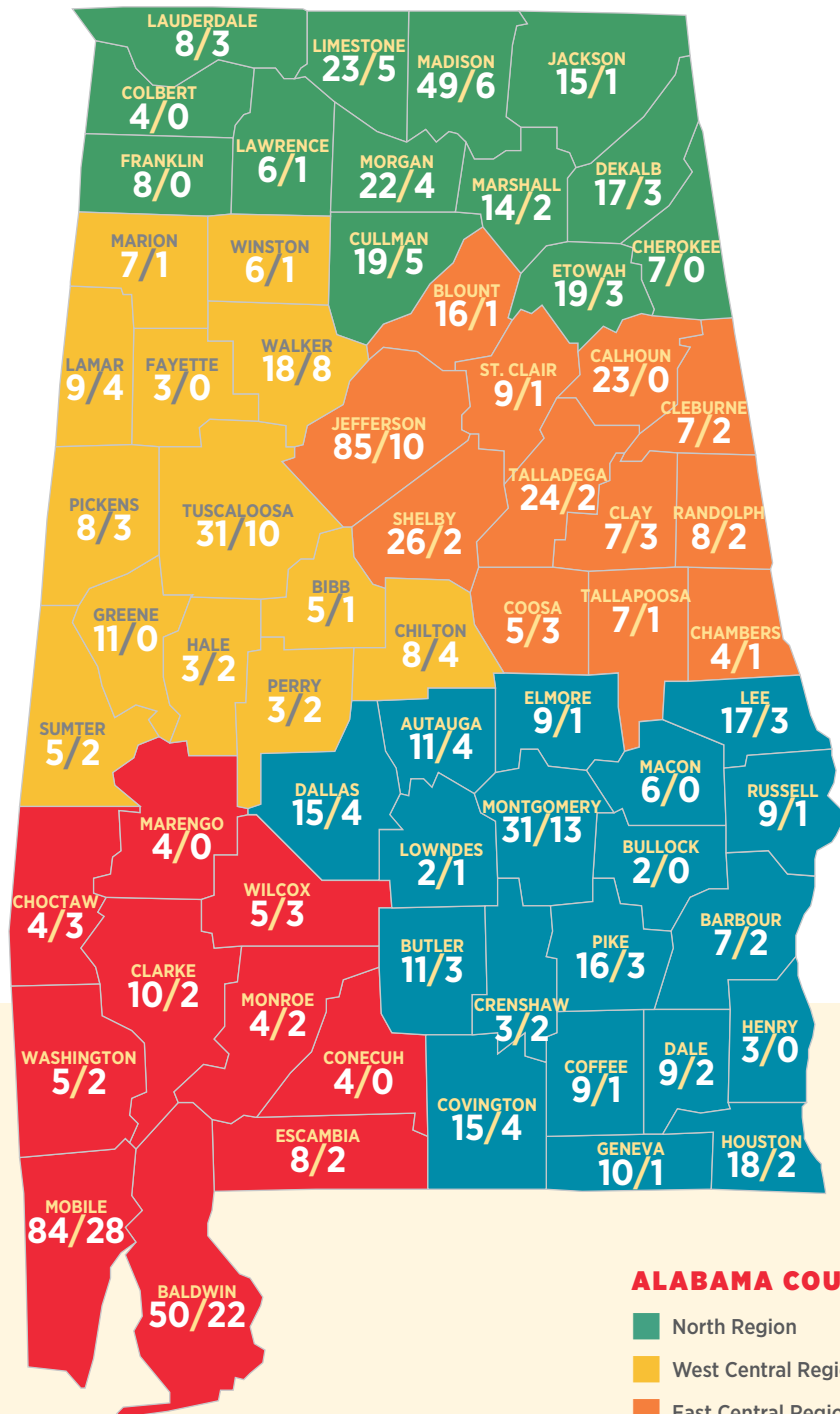 LAUDERDALE
8/3
LIMESTONE
23/5
MADISON
49/6
JACKSON
15/1
COLBERT
4/0
LAWRENCE
6/1
FRANKLIN
8/0
MORGAN
22/4
MARSHALL
14/2
DEKALB
17/3
CULLMAN
19/5
CHEROKEE
7/0
ETOWAH
19/3
MARION
7/1
WINSTON
6/1
BLOUNT
16/1
LAMAR
9/4
FAYETTE
3/0
WALKER
18/8
ST. CLAIR
9/1
CALHOUN
23/0
CLEBURNE
7/2
JEFFERSON
85/10
TALLADEGA
24/2
PICKENS
8/3
TUSCALOOSA
31/10
SHELBY
26/2
CLAY
7/3
RANDOLPH
8/2
BIBB
5/1
GREENE
11/0
HALE
3/2
CHILTON
8/4
COOSA
5/3
TALLAPOOSA
7/1
CHAMBERS
4/1
PERRY
3/2
SUMTER
5/2
AUTAUGA
11/4
ELMORE
9/1
LEE
17/3
MACON
6/0
RUSSELL
9/1
DALLAS
15/4
MONTGOMERY
31/13
MARENGO
4/0
LOWNDES
2/1
BULLOCK
2/0
CHOCTAW
4/3
WILCOX
5/3
BARBOUR
7/2
BUTLER
11/3
PIKE
16/3
CLARKE
10/2
MONROE
4/2
CRENSHAW
3/2
HENRY
3/0
WASHINGTON
5/2
CONECUH
4/0
COFFEE
9/1
DALE
9/2
COVINGTON
15/4
ESCAMBIA
8/2
GENEVA
10/1
HOUSTON
18/2
MOBILE
84/28
BALDWIN
50/22
ALABAMA COU
North Region
West Central Regi
East Central Region